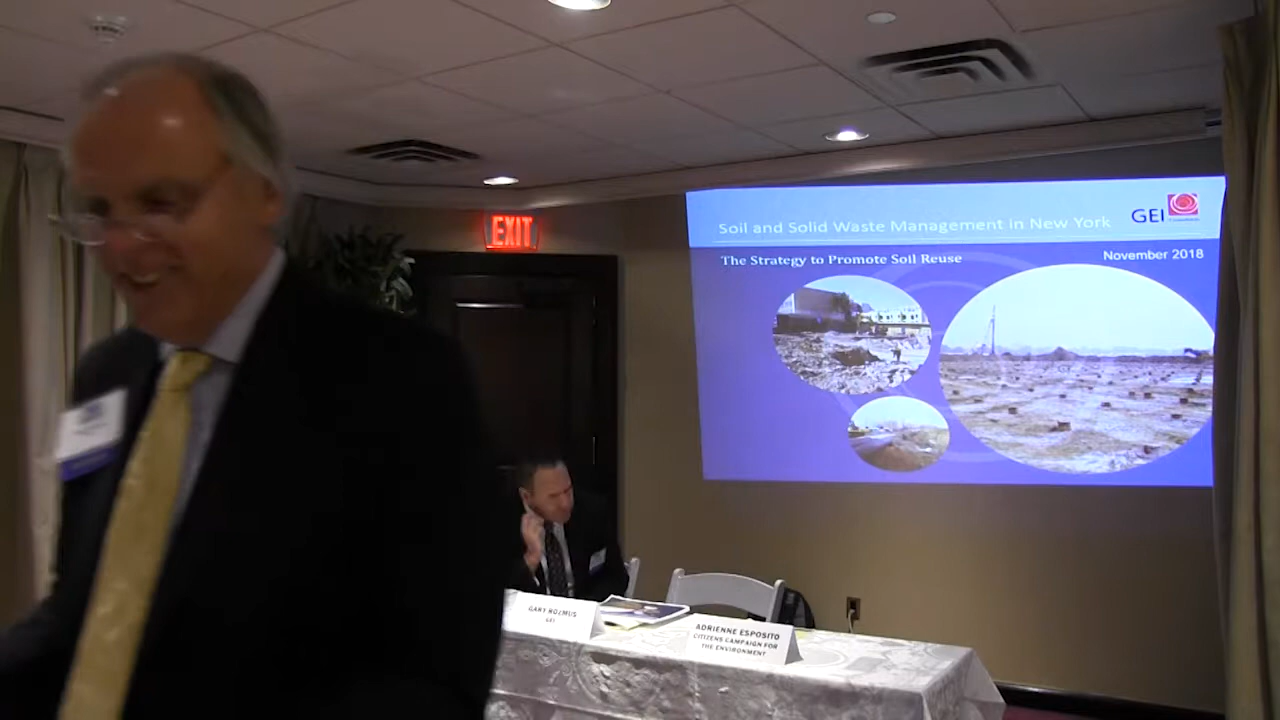 EXIT
GEI
Soil and Solid Waste Management in New York
The Strategy to Promote Soil Reuse
November 2018
GARY ROZMUS
GEI
ADRIENNE ESPOSITO
CITIZENS CAMPAIGN FOR
THE ENVIRONMENT